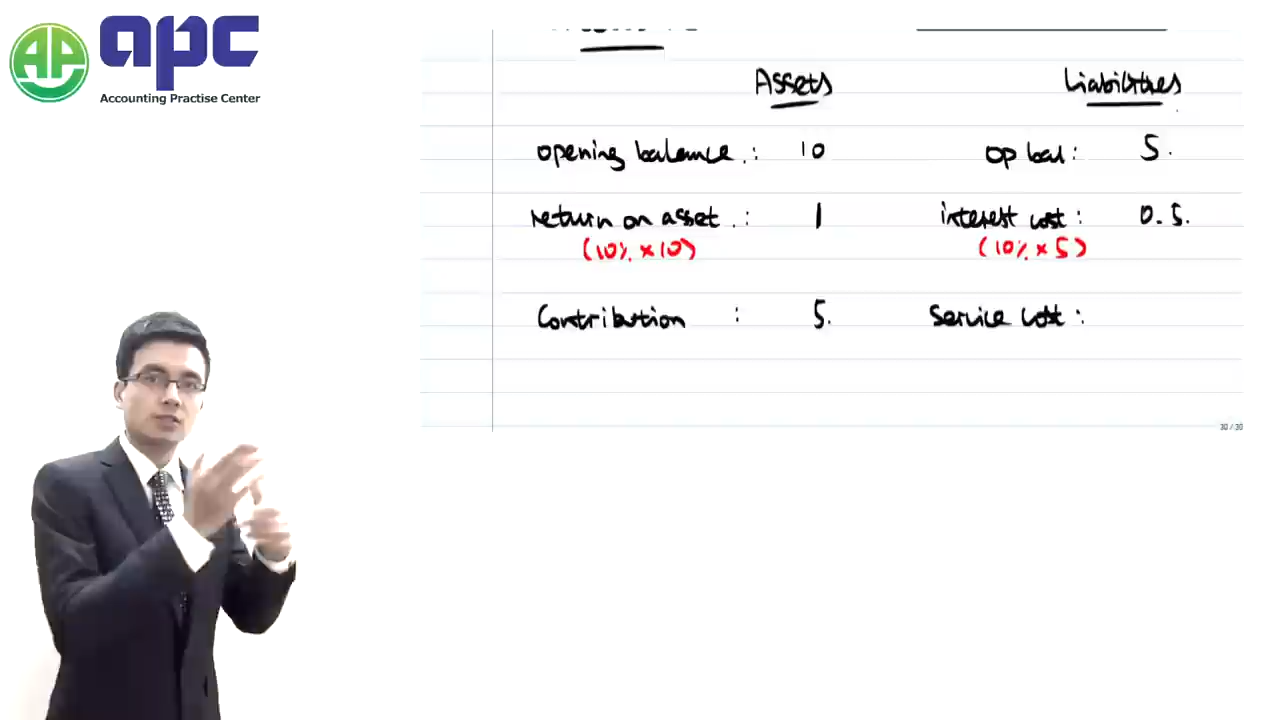 AP
apc
Accounting Practise Center
Assets Liabilities
opening balance : 10 op bal : 5.
return on asset : 1 interest cost : 0.5.
(10% × 10) (10% × 5)
Contribution : 5. Service cost :
30 / 30